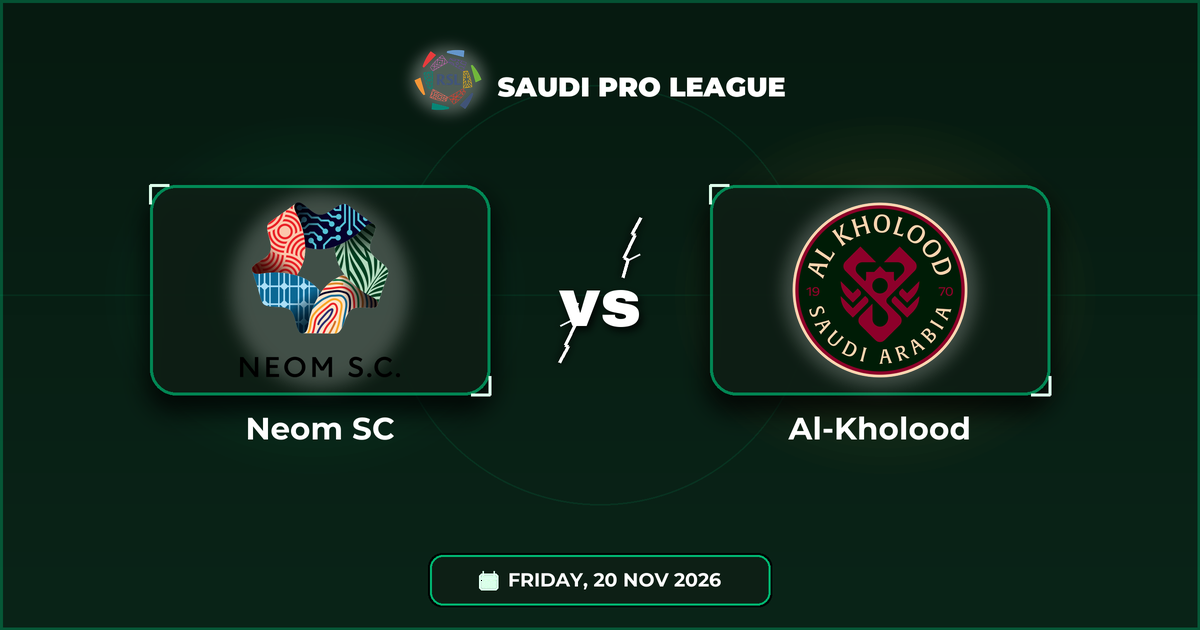 RSL
SAUDI PRO LEAGUE
NEOM S.C.
AL KHOLOOD
19 70
SAUDI ARABIA
VS
Neom SC
Al-Kholood
FRIDAY, 20 NOV 2026